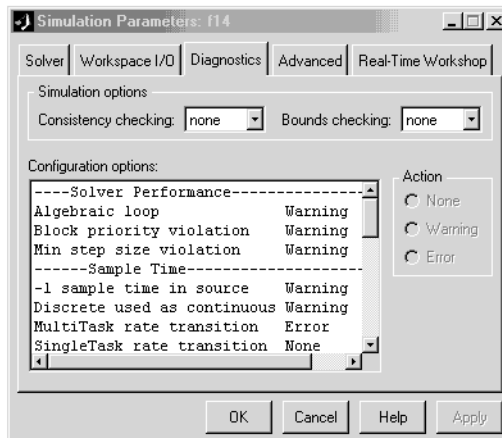 Simulation Parameters: f14
Solver Workspace I/O Diagnostics Advanced Real-Time Workshop
Simulation options
Consistency checking: none Bounds checking: none
Configuration options:
Action
----Solver Performance----------------
Algebraic loop Warning
Block priority violation Warning
Min step size violation Warning
------Sample Time---------------------
-1 sample time in source Warning
Discrete used as continuous Warning
MultiTask rate transition Error
SingleTask rate transition None
None
Warning
Error
OK Cancel Help Apply